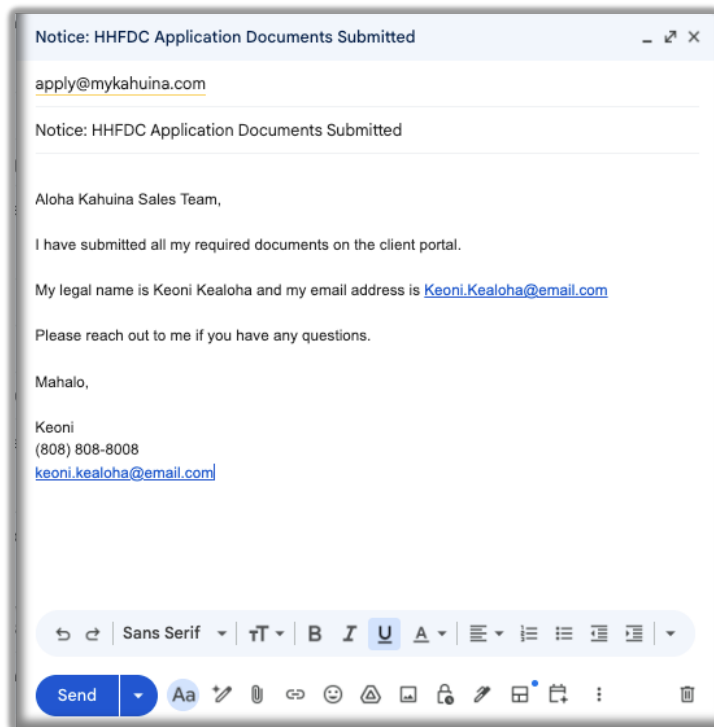 Notice: HHFDC Application Documents Submitted
apply@mykahuina.com
Notice: HHFDC Application Documents Submitted
Aloha Kahuina Sales Team,
I have submitted all my required documents on the client portal.
My legal name is Keoni Kealoha and my email address is Keoni.Kealoha@email.com
Please reach out to me if you have any questions.
Mahalo,
Keoni
(808) 808-8008
keoni.kealoha@email.com
Sans Serif TT B I U A
Send Aa